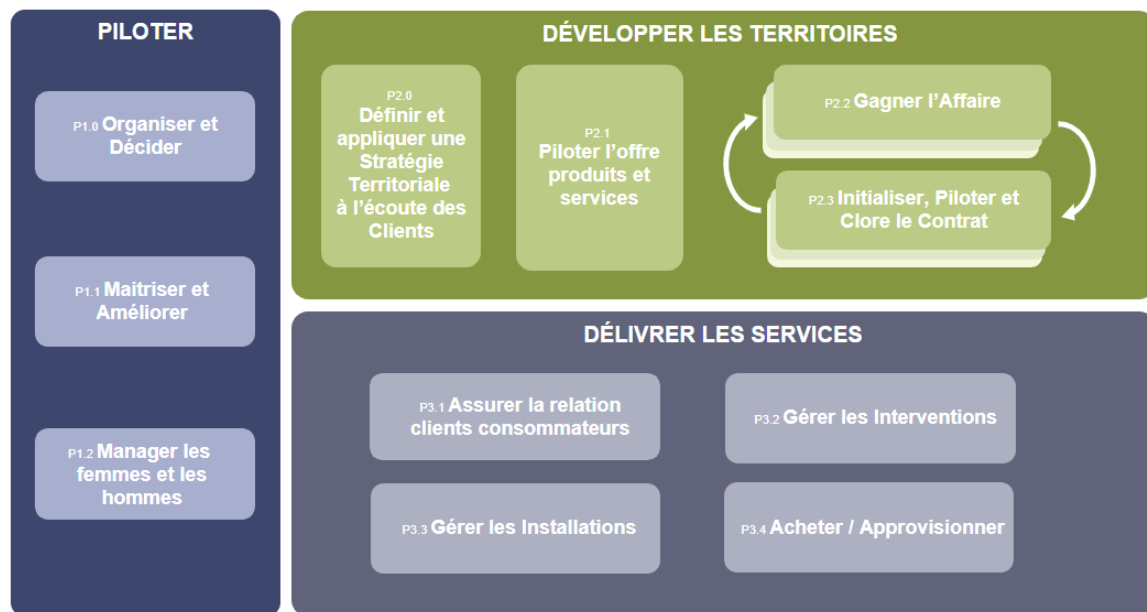 PILOTER
P1.0 Organiser et
Décider
P1.1 Maitriser et
Améliorer
P1.2 Manager les
femmes et les
hommes
DÉVELOPPER LES TERRITOIRES
P2.0
Définir et
appliquer une
Stratégie
Territoriale
à l’écoute des
Clients
P2.1
Piloter l’offre
produits et
services
P2.2 Gagner l’Affaire
P2.3 Initialiser, Piloter et
Clore le Contrat
DÉLIVRER LES SERVICES
P3.1 Assurer la relation
clients consommateurs
P3.2 Gérer les Interventions
P3.3 Gérer les Installations
P3.4 Acheter / Approvisionner